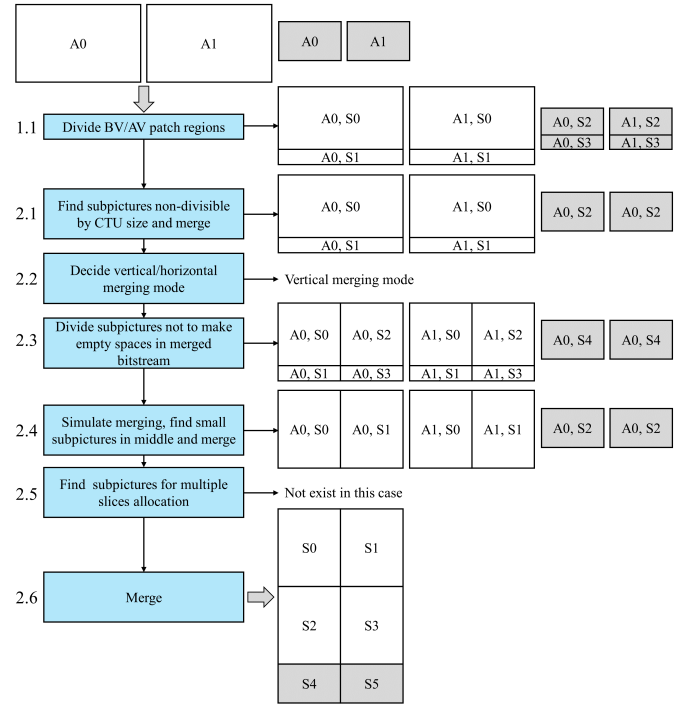 A0 A1 A0 A1
1.1 Divide BV/AV patch regions
A0, S0 A1, S0 A0, S2 A1, S2
A0, S1 A1, S1 A0, S3 A1, S3
2.1 Find subpictures non-divisible
by CTU size and merge
A0, S0 A1, S0 A0, S2 A0, S2
A0, S1 A1, S1
2.2 Decide vertical/horizontal
merging mode
Vertical merging mode
2.3 Divide subpictures not to make
empty spaces in merged
bitstream
A0, S0 A0, S2 A1, S0 A1, S2 A0, S4 A0, S4
A0, S1 A0, S3 A1, S1 A1, S3
2.4 Simulate merging, find small
subpictures in middle and merge
A0, S0 A0, S1 A1, S0 A1, S1 A0, S2 A0, S2
2.5 Find subpictures for multiple
slices allocation
Not exist in this case
2.6 Merge
S0 S1
S2 S3
S4 S5